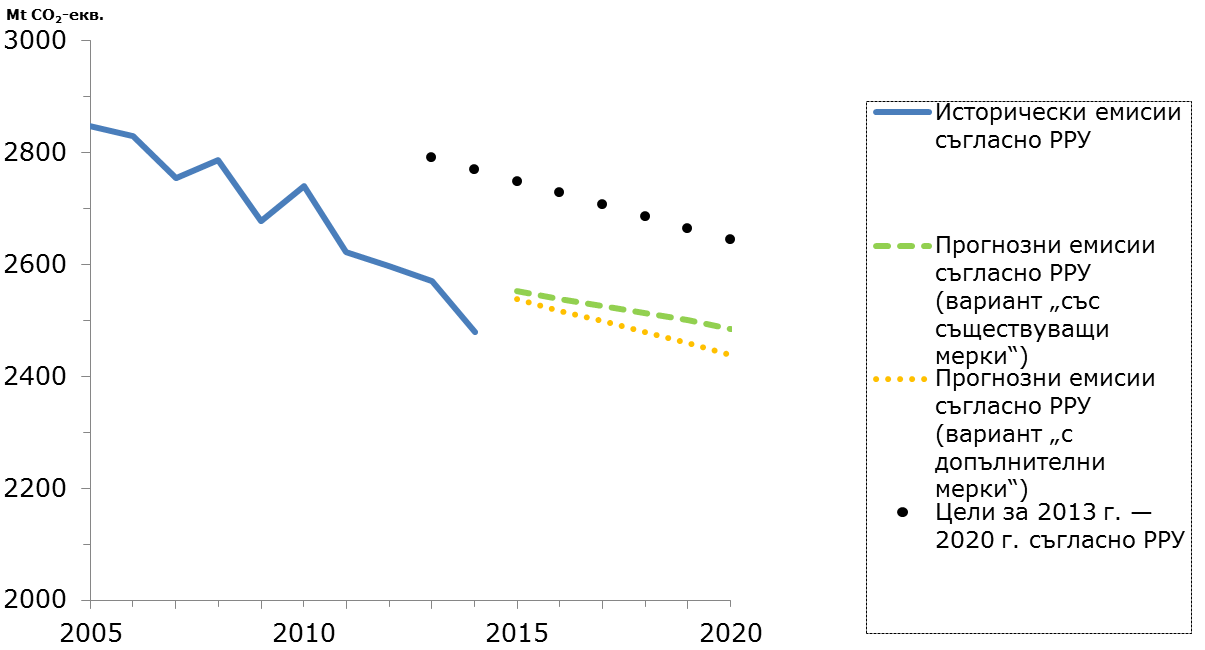 Mt CO₂-екв.
3000
2800
2600
2400
2200
2000
2005
2010
2015
2020
Исторически емисии
съгласно РРУ
Прогнозни емисии
съгласно РРУ
(вариант „със
съществуващи
мерки“)
Прогнозни емисии
съгласно РРУ
(вариант „с
допълнителни
мерки“)
Цели за 2013 г. —
2020 г. съгласно РРУ